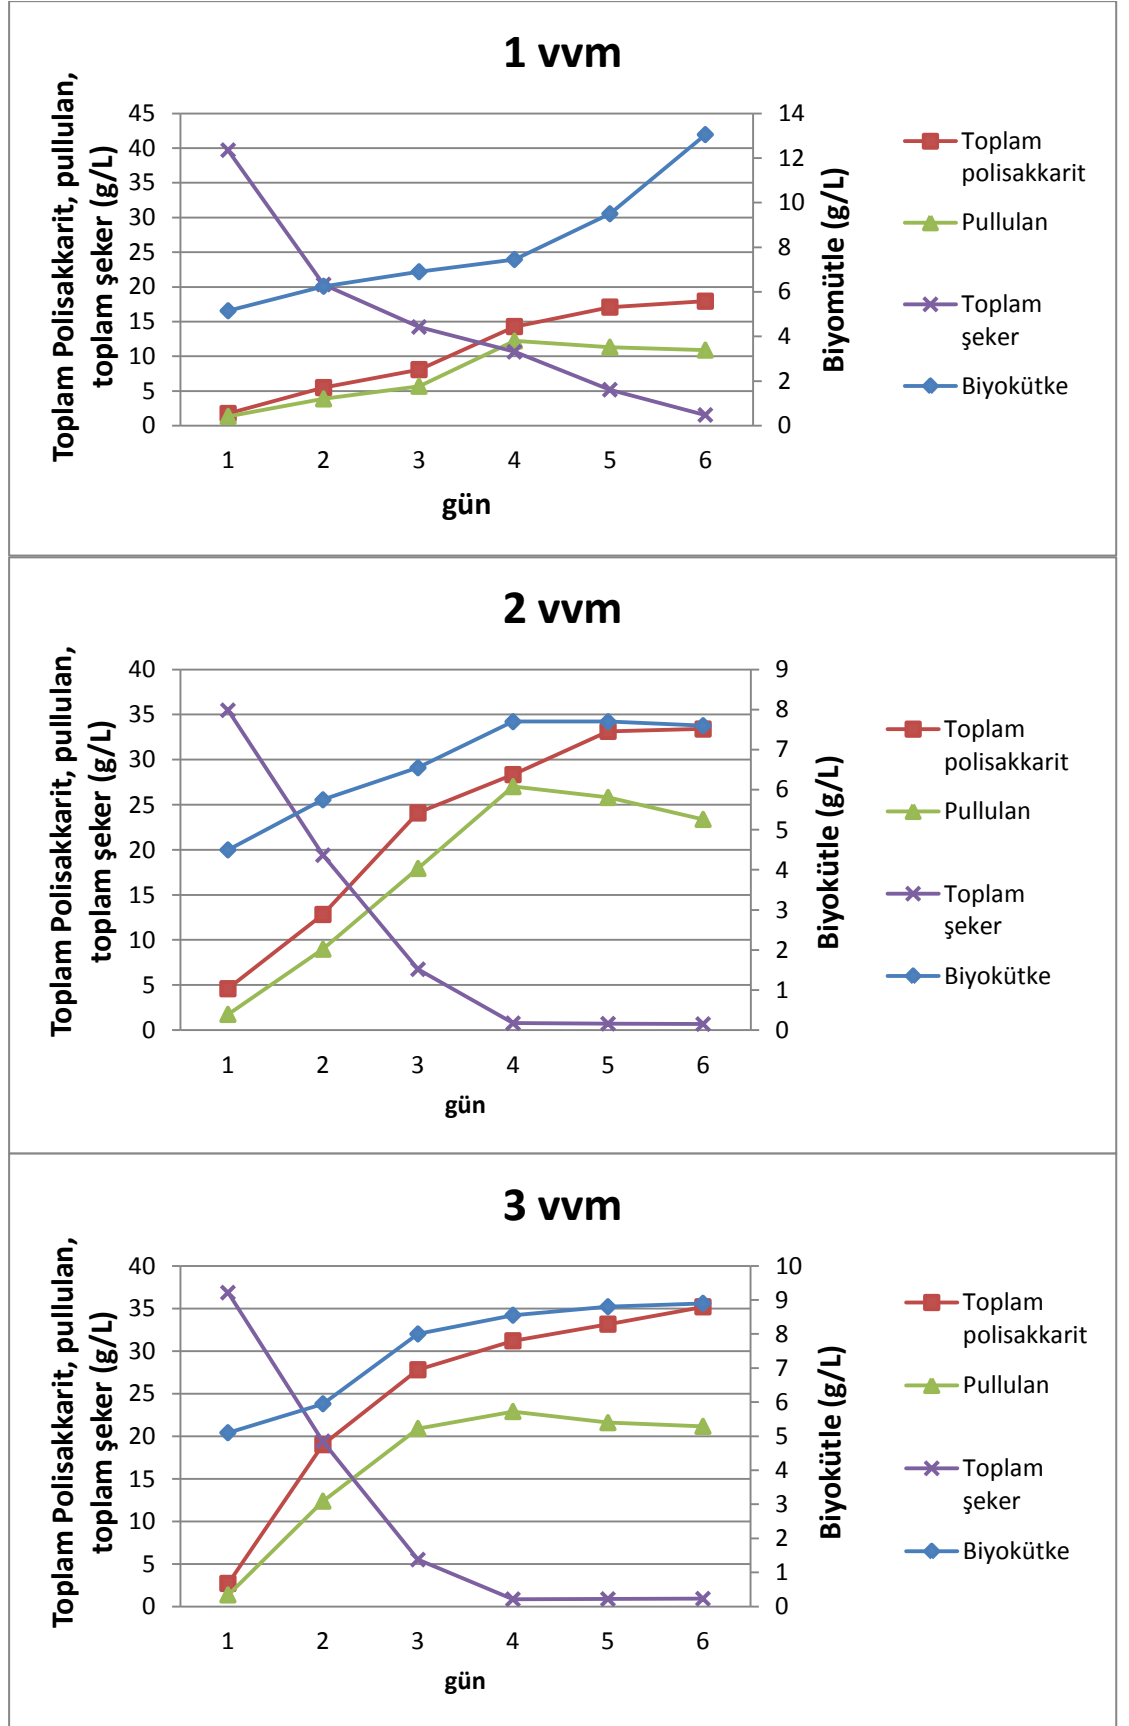 1 vvm
Toplam Polisakkarit, pullulan,
toplam şeker (g/L)
45
40
35
30
25
20
15
10
5
0
14
12
10
8
6
4
2
0
Biyomütle (g/L)
1 2 3 4 5 6
gün
Toplam
polisakkarit
Pullulan
Toplam
şeker
Biyokütke
2 vvm
Toplam Polisakkarit, pullulan,
toplam şeker (g/L)
40
35
30
25
20
15
10
5
0
9
8
7
6
5
4
3
2
1
0
Biyokütle (g/L)
1 2 3 4 5 6
gün
Toplam
polisakkarit
Pullulan
Toplam
şeker
Biyokütke
3 vvm
Toplam Polisakkarit, pullulan,
toplam şeker (g/L)
40
35
30
25
20
15
10
5
0
10
9
8
7
6
5
4
3
2
1
0
Biyokütle (g/L)
1 2 3 4 5 6
gün
Toplam
polisakkarit
Pullulan
Toplam
şeker
Biyokütke